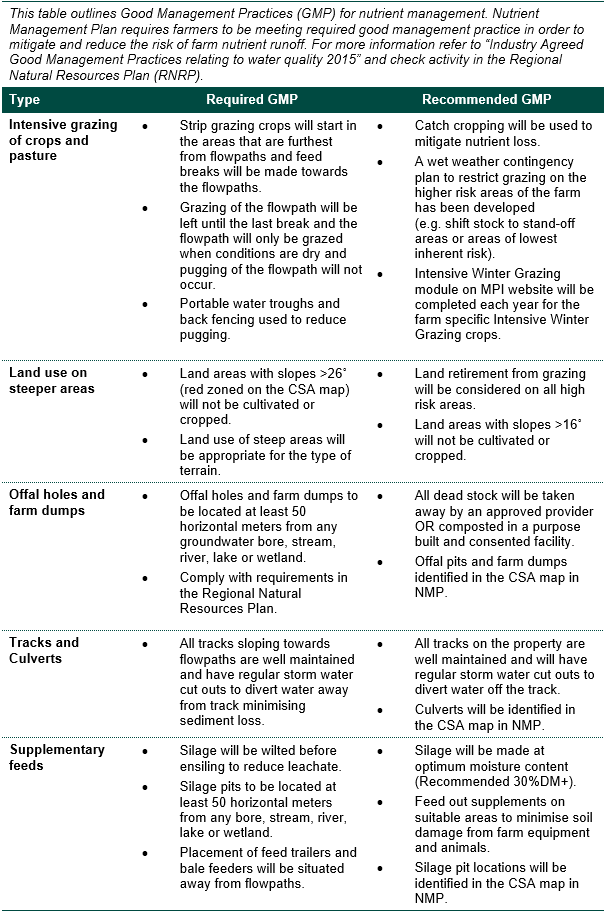 This table outlines Good Management Practices (GMP) for nutrient management. Nutrient
Management Plan requires farmers to be meeting required good management practice in order to
mitigate and reduce the risk of farm nutrient runoff. For more information refer to “Industry Agreed
Good Management Practices relating to water quality 2015” and check activity in the Regional
Natural Resources Plan (RNRP).
Type Required GMP Recommended GMP
Intensive grazing
of crops and
pasture
• Strip grazing crops will start in
the areas that are furthest
from flowpaths and feed
breaks will be made towards
the flowpaths.
• Grazing of the flowpath will be
left until the last break and the
flowpath will only be grazed
when conditions are dry and
pugging of the flowpath will not
occur.
• Portable water troughs and
back fencing used to reduce
pugging.
• Catch cropping will be used to
mitigate nutrient loss.
• A wet weather contingency
plan to restrict grazing on the
higher risk areas of the farm
has been developed
(e.g. shift stock to stand-off
areas or areas of lowest
inherent risk).
• Intensive Winter Grazing
module on MPI website will be
completed each year for the
farm specific Intensive Winter
Grazing crops.
Land use on
steeper areas
• Land areas with slopes >26˚
(red zoned on the CSA map)
will not be cultivated or
cropped.
• Land use of steep areas will
be appropriate for the type of
terrain.
• Land retirement from grazing
will be considered on all high
risk areas.
• Land areas with slopes >16˚
will not be cultivated or
cropped.
Offal holes and
farm dumps
• Offal holes and farm dumps to
be located at least 50
horizontal meters from any
groundwater bore, stream,
river, lake or wetland.
• Comply with requirements in
the Regional Natural
Resources Plan.
• All dead stock will be taken
away by an approved provider
OR composted in a purpose
built and consented facility.
• Offal pits and farm dumps
identified in the CSA map in
NMP.
Tracks and
Culverts
• All tracks sloping towards
flowpaths are well maintained
and have regular storm water
cut outs to divert water away
from track minimising
sediment loss.
• All tracks on the property are
well maintained and will have
regular storm water cut outs to
divert water off the track.
• Culverts will be identified in
the CSA map in NMP.
Supplementary
feeds
• Silage will be wilted before
ensiling to reduce leachate.
• Silage pits to be located at
least 50 horizontal meters
from any bore, stream, river,
lake or wetland.
• Placement of feed trailers and
bale feeders will be situated
away from flowpaths.
• Silage will be made at
optimum moisture content
(Recommended 30%DM+).
• Feed out supplements on
suitable areas to minimise soil
damage from farm equipment
and animals.
• Silage pit locations will be
identified in the CSA map in
NMP.